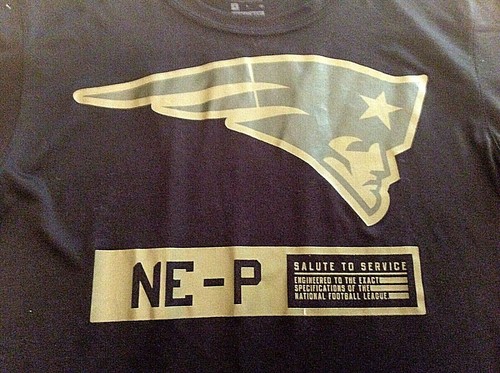 NE-P
SALUTE TO SERVICE
ENGINEERED TO THE EXACT
SPECIFICATIONS OF THE
NATIONAL FOOTBALL LEAGUE